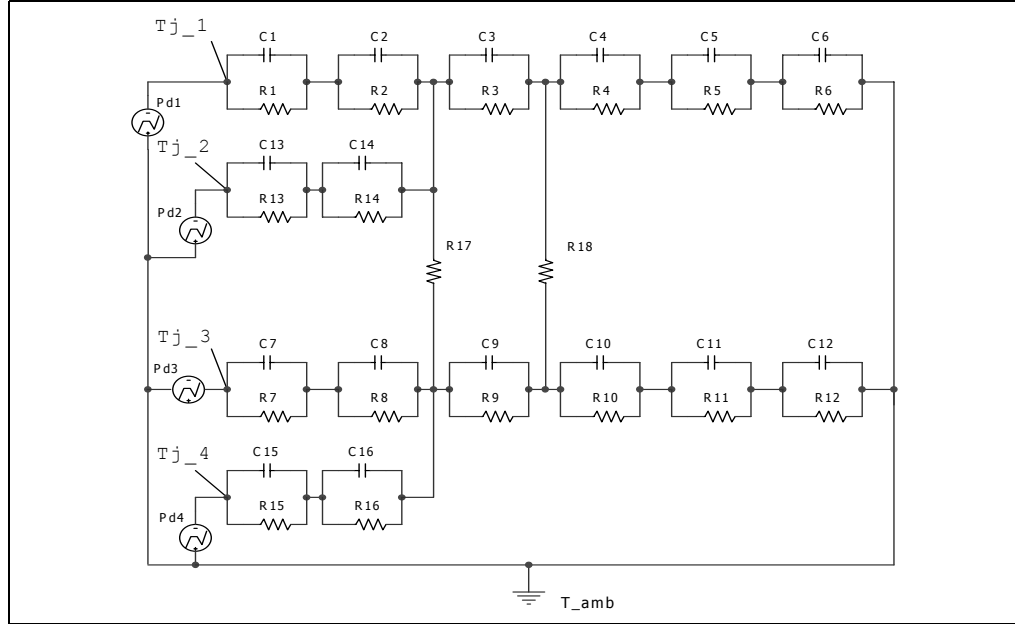 Tj_1
C1 C2 C3 C4 C5 C6
R1 R2 R3 R4 R5 R6
Pd1
Tj_2
C13 C14
R13 R14
Pd2
R17 R18
Tj_3
C7 C8 C9 C10 C11 C12
Pd3
R7 R8 R9 R10 R11 R12
Tj_4
C15 C16
R15 R16
Pd4
T_amb